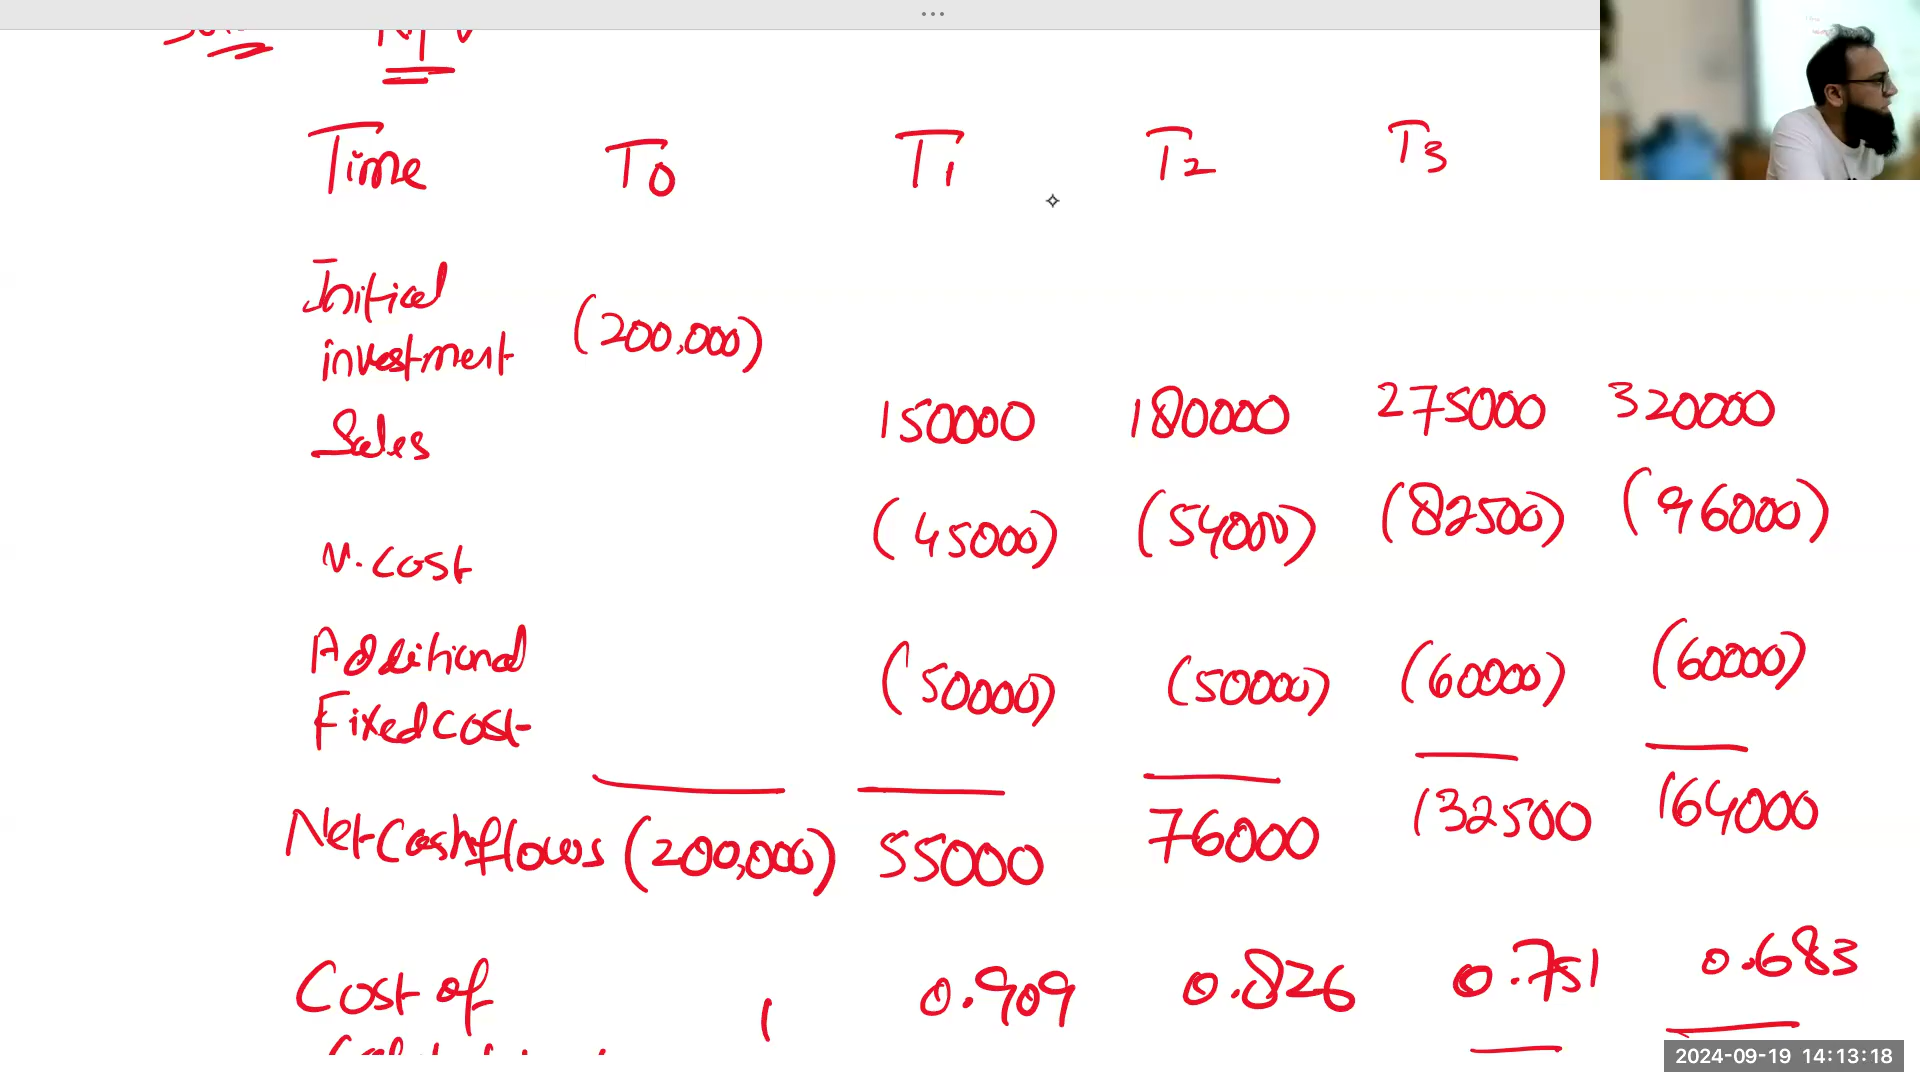 Time T0 T1 T2 T3
Initial
investment (200,000)
Sales 150000 180000 275000 320000
V.cost (45000) (54000) (82500) (96000)
Additional
Fixed cost (50000) (50000) (60000) (60000)
Net Cashflows (200,000) 55000 76000 132500 164000
Cost of 1 0.909 0.826 0.751 0.683
2024-09-19 14:13:18